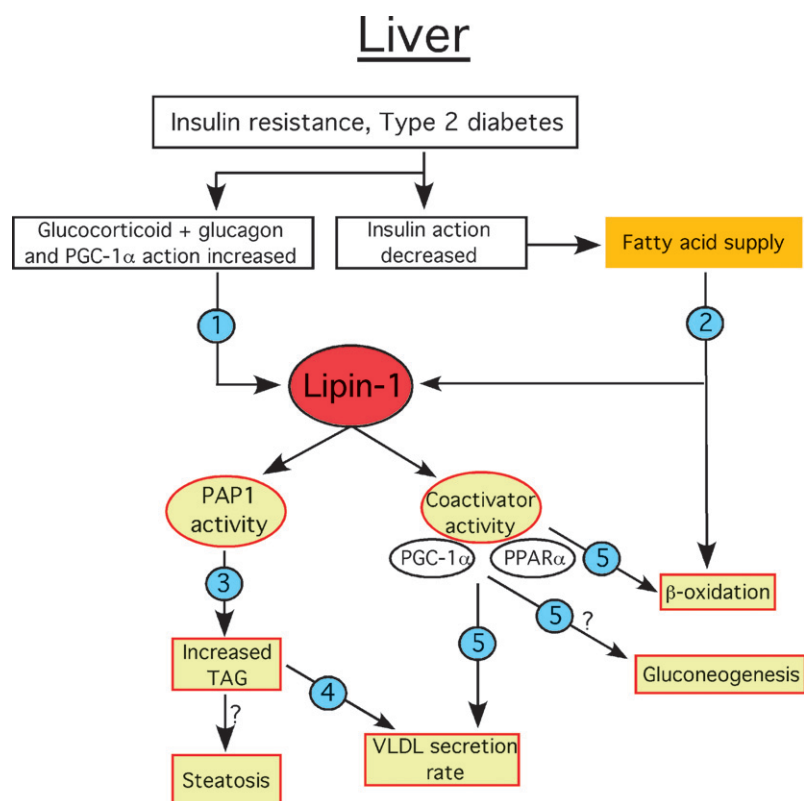 Liver
Insulin resistance, Type 2 diabetes
Glucocorticoid + glucagon
and PGC-1α action increased
Insulin action
decreased
Fatty acid supply
1
2
Lipin-1
PAP1
activity
Coactivator
activity
PGC-1α
PPARα
5
β-oxidation
3
5
?
5
Increased
TAG
Gluconeogenesis
4
?
VLDL secretion
rate
Steatosis